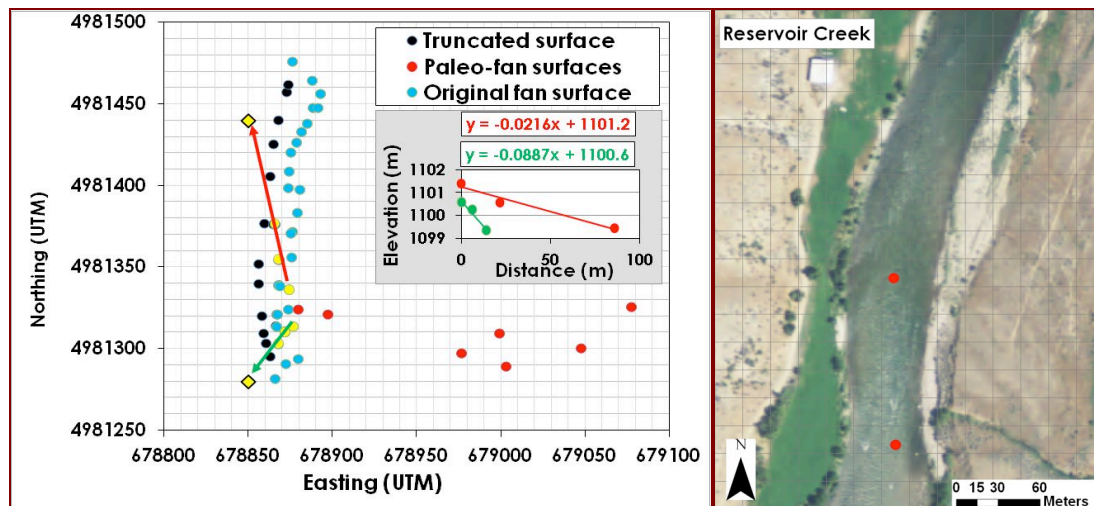 4981500
4981450
4981400
4981350
4981300
4981250
Northing (UTM)
678800 678850 678900 678950 679000 679050 679100
Easting (UTM)
Truncated surface
Paleo-fan surfaces
Original fan surface
y = -0.0216x + 1101.2
y = -0.0887x + 1100.6
Elevation (m)
1102
1101
1100
1099
0 50 100
Distance (m)
Reservoir Creek
N
0 15 30 60
Meters